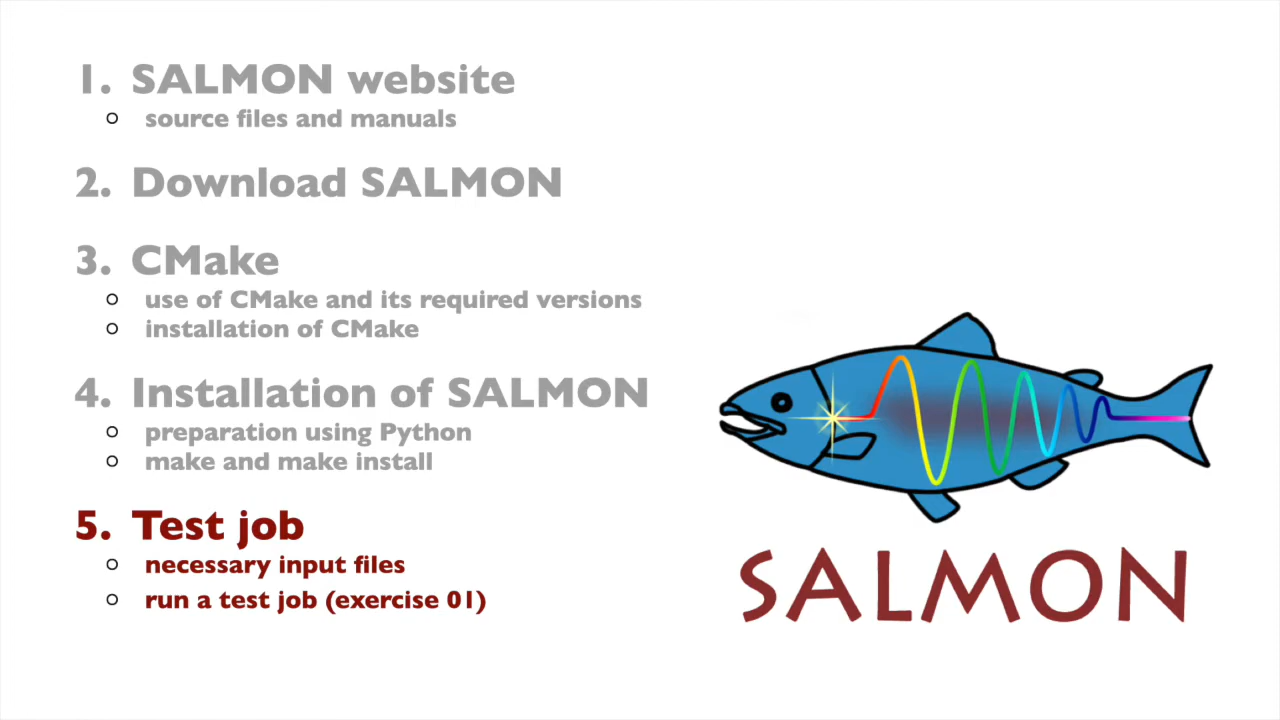 1. SALMON website
o source files and manuals
2. Download SALMON
3. CMake
o use of CMake and its required versions
o installation of CMake
4. Installation of SALMON
o preparation using Python
o make and make install
5. Test job
o necessary input files
o run a test job (exercise 01)
SALMON